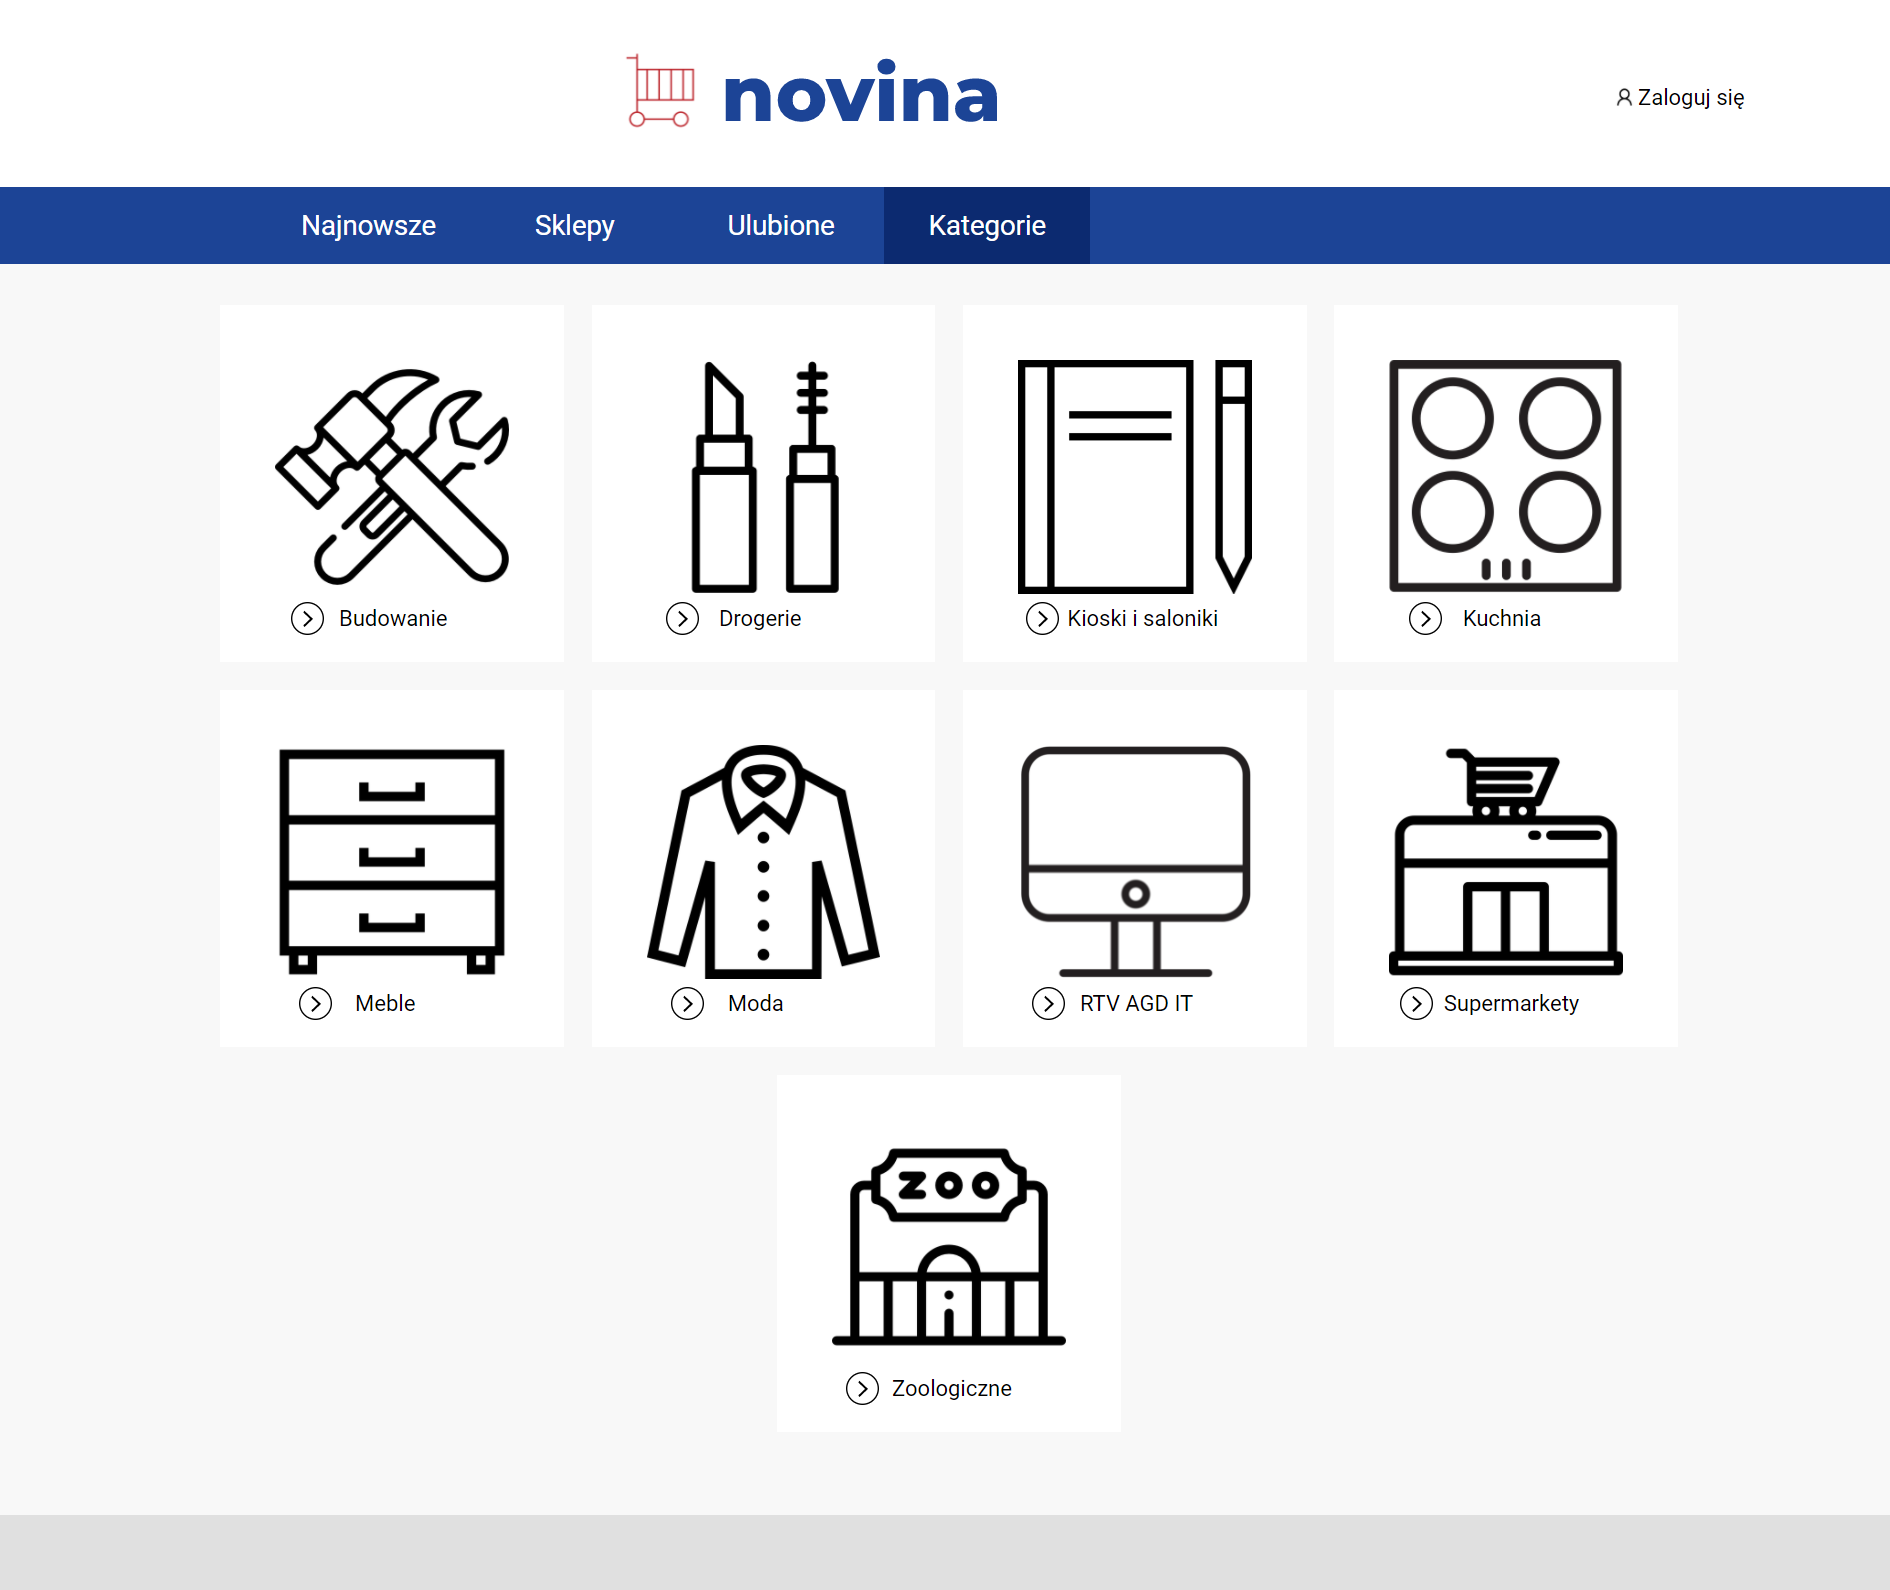 novina
Zaloguj się
Najnowsze Sklepy Ulubione Kategorie
Budowanie Drogerie Kioski i saloniki Kuchnia
Meble Moda RTV AGD IT Supermarkety
ZOO
Zoologiczne